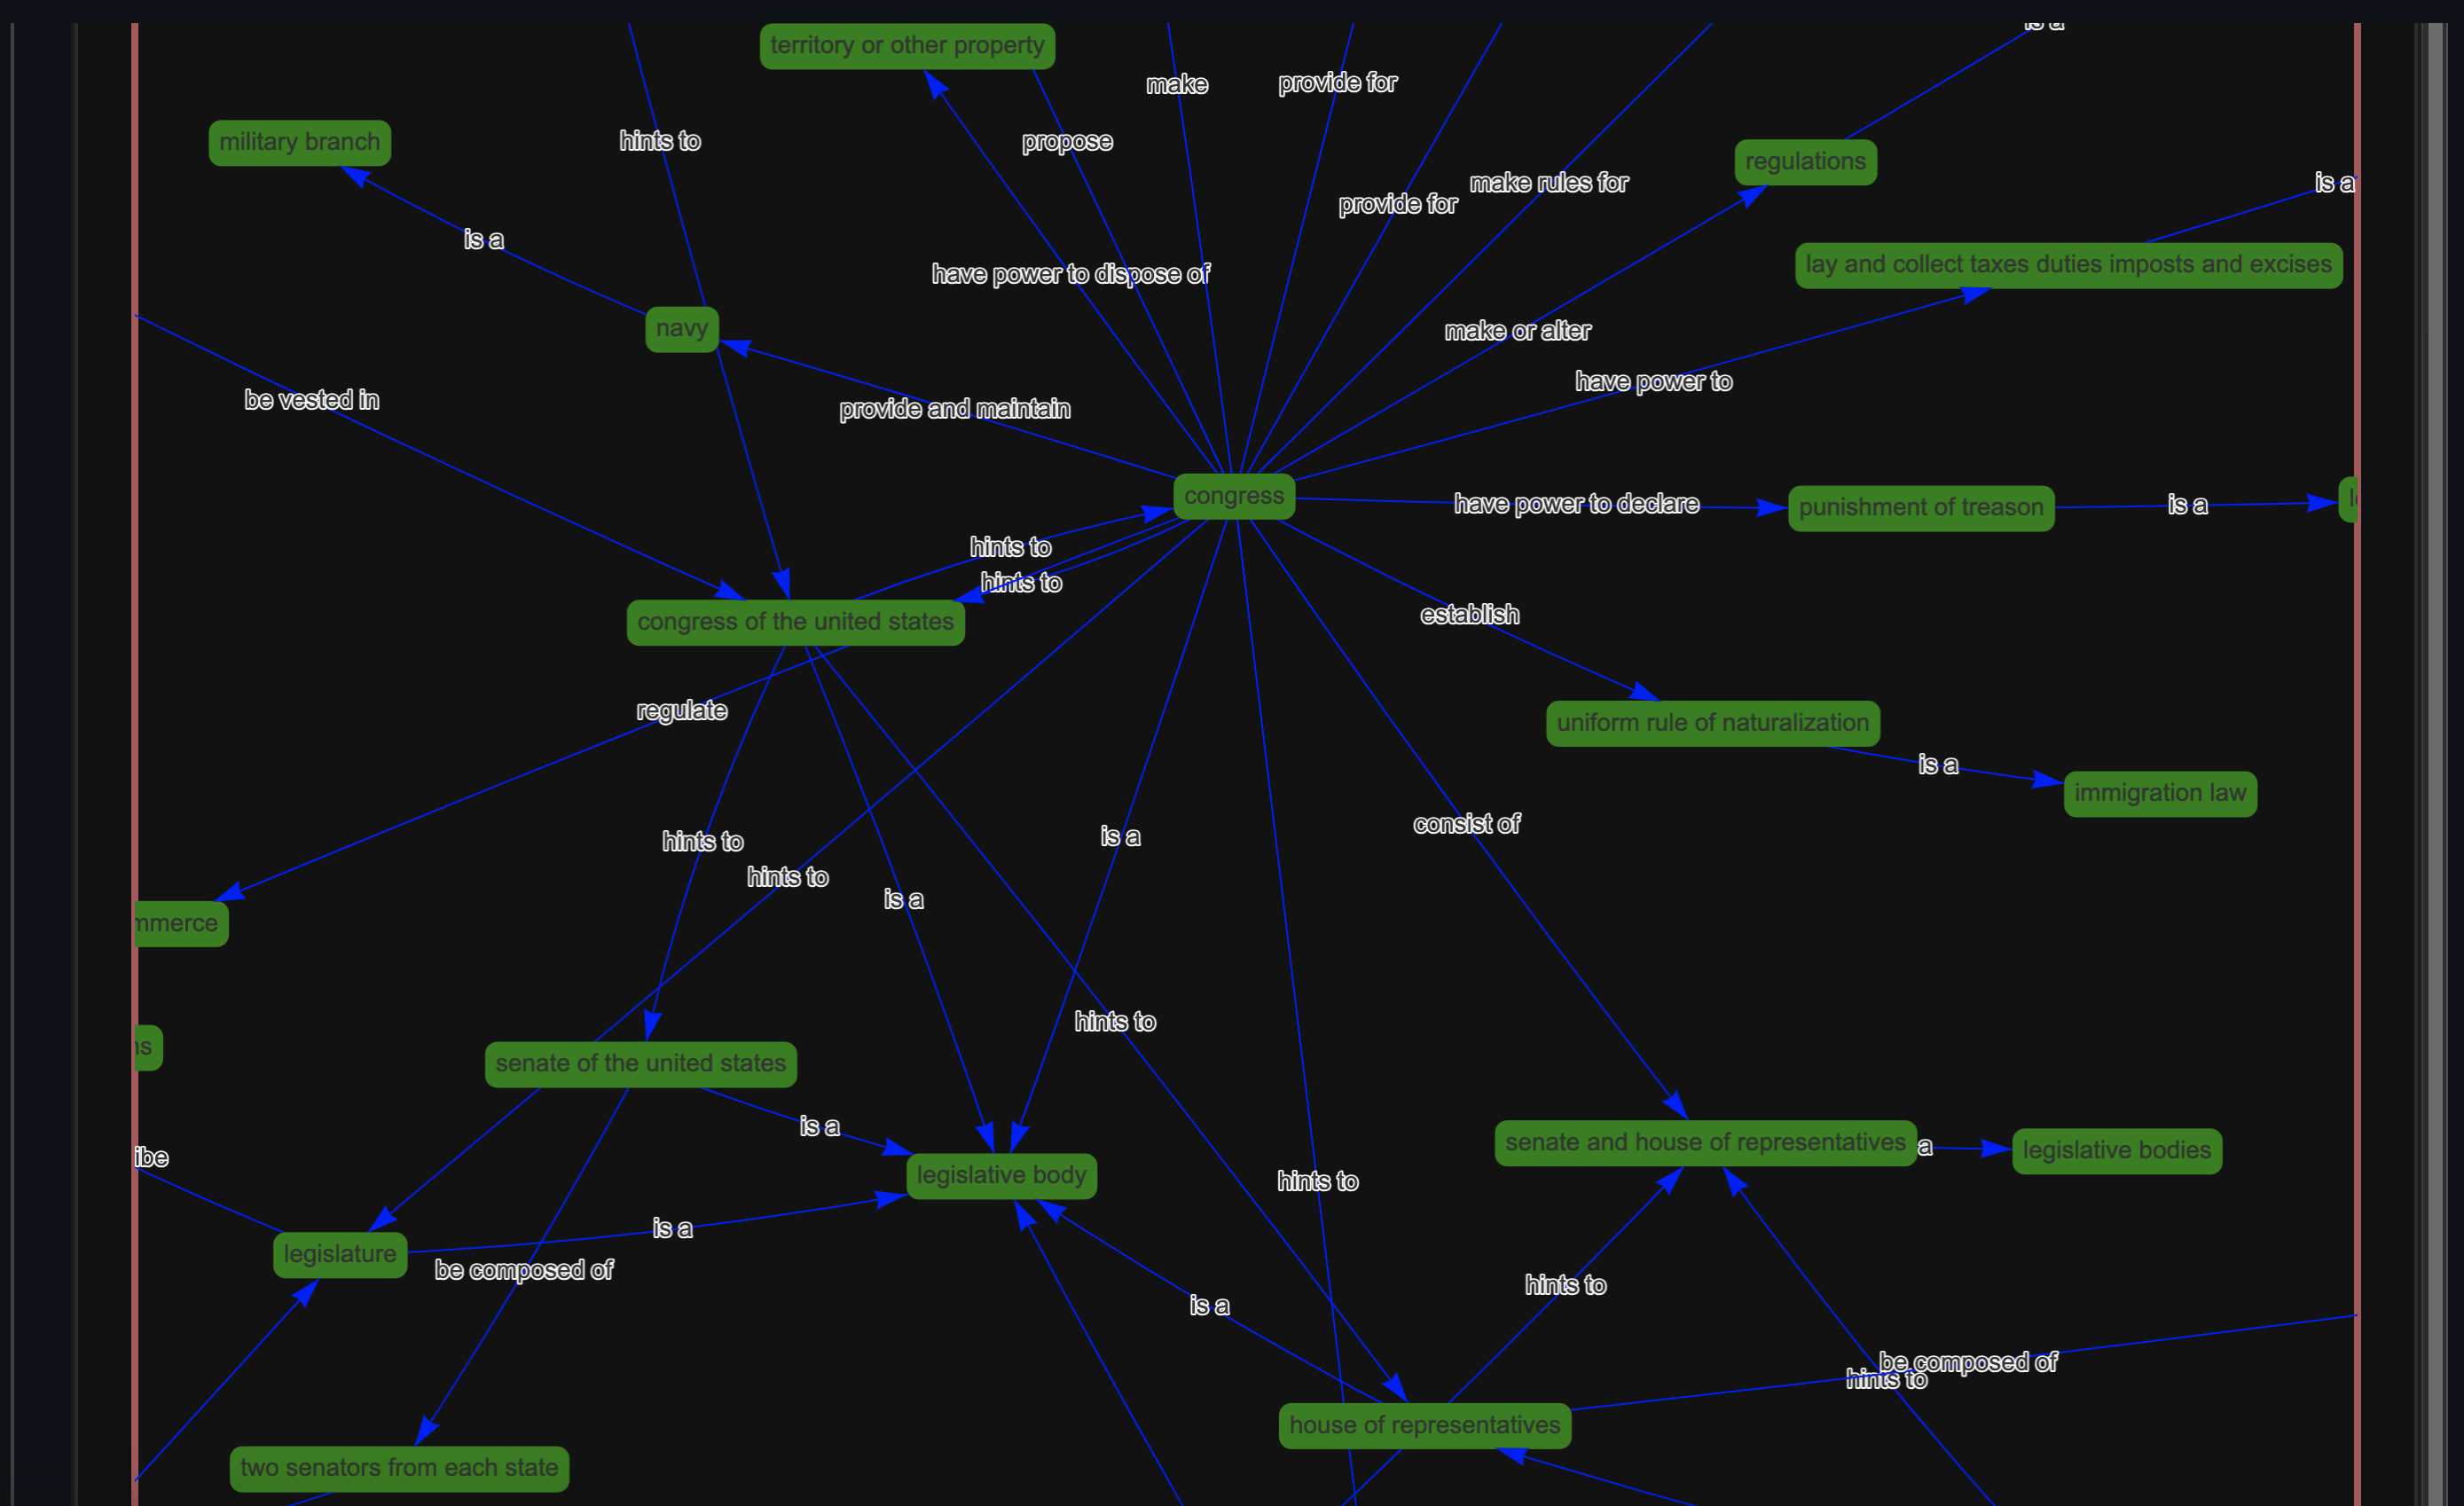 is a
territory or other property
make
provide for
military branch
hints to
propose
regulations
make rules for
is a
provide for
is a
have power to dispose of
lay and collect taxes duties imposts and excises
navy
make or alter
have power to
be vested in
provide and maintain
congress
have power to declare
punishment of treason
is a
hints to
hints to
establish
congress of the united states
regulate
uniform rule of naturalization
is a
immigration law
consist of
hints to
is a
hints to
is a
mmerce
hints to
senate of the united states
is a
senate and house of representatives
a
legislative bodies
ibe
legislative body
hints to
is a
legislature
be composed of
hints to
is a
be composed of
hints to
house of representatives
two senators from each state